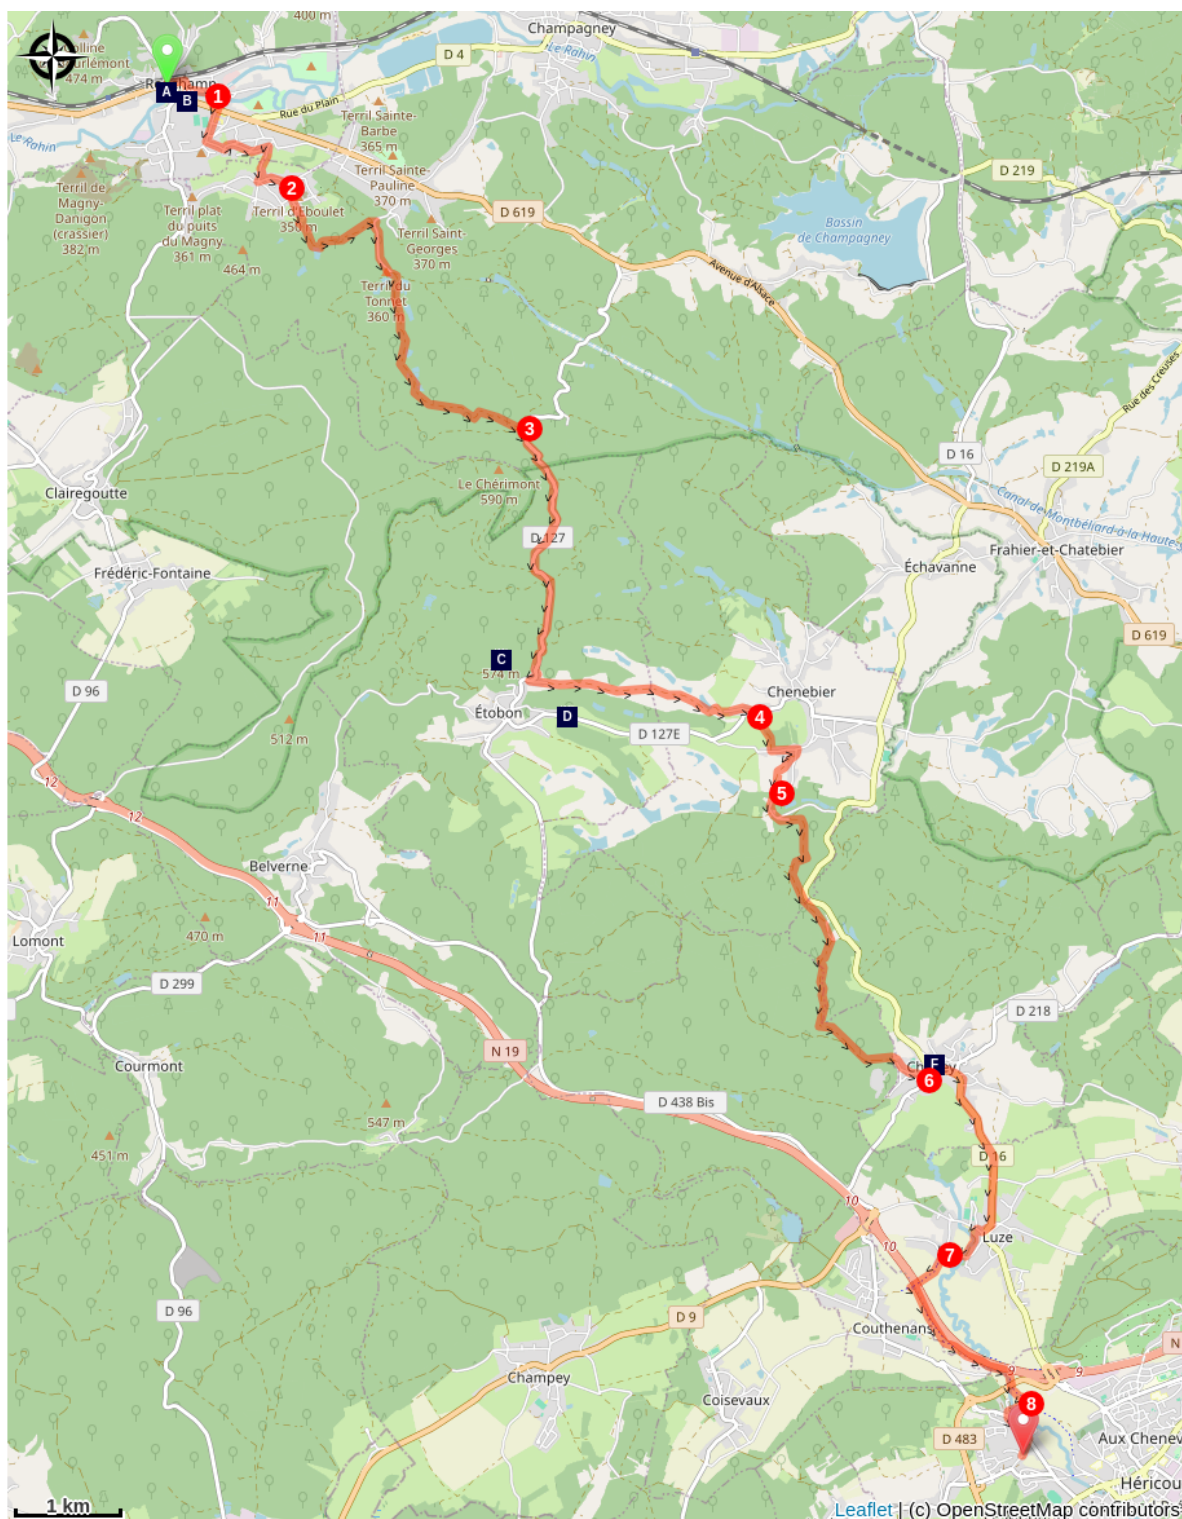 400 m
Champagney
Le Rahin
D 4
474 m
A
B
1
Rue du Plain
Le Rahin
Terril Sainte-
Barbe
365 m
Terril Sainte-
Pauline
370 m
D 219
Terril de
Magny-
Danigon
(crassier)
382 m
2
Terril plat
du puits
du Magny
361 m
Terril d'Éboulet
350 m
D 619
Terril Saint-
Georges
370 m
Bassin
de Champagney
464 m
Avenue d'Alsace
Terril du
Tonnet
360 m
Rue des Creuses
3
D 16
D 219A
Le Chérimont
590 m
Clairegoutte
Canal de Montbéliard à la Haute-
D 127
Frahier-et-Chatebier
Échavanne
Frédéric-Fontaine
D 619
C
574 m
D 96
Chenebier
Étobon
D
4
D 127E
512 m
12
5
12
Belverne
11
11
470 m
Lomont
D 299
D 218
N 19
Courmont
6
D 438 Bis
547 m
451 m
D 16
10
Luze
10
7
D 96
D 9
Couthenans
N
9
9
Champey
Coisevaux
8
D 483
Aux Chenev
Héricou
1 km
Leaflet | (c) OpenStreetMap contributors